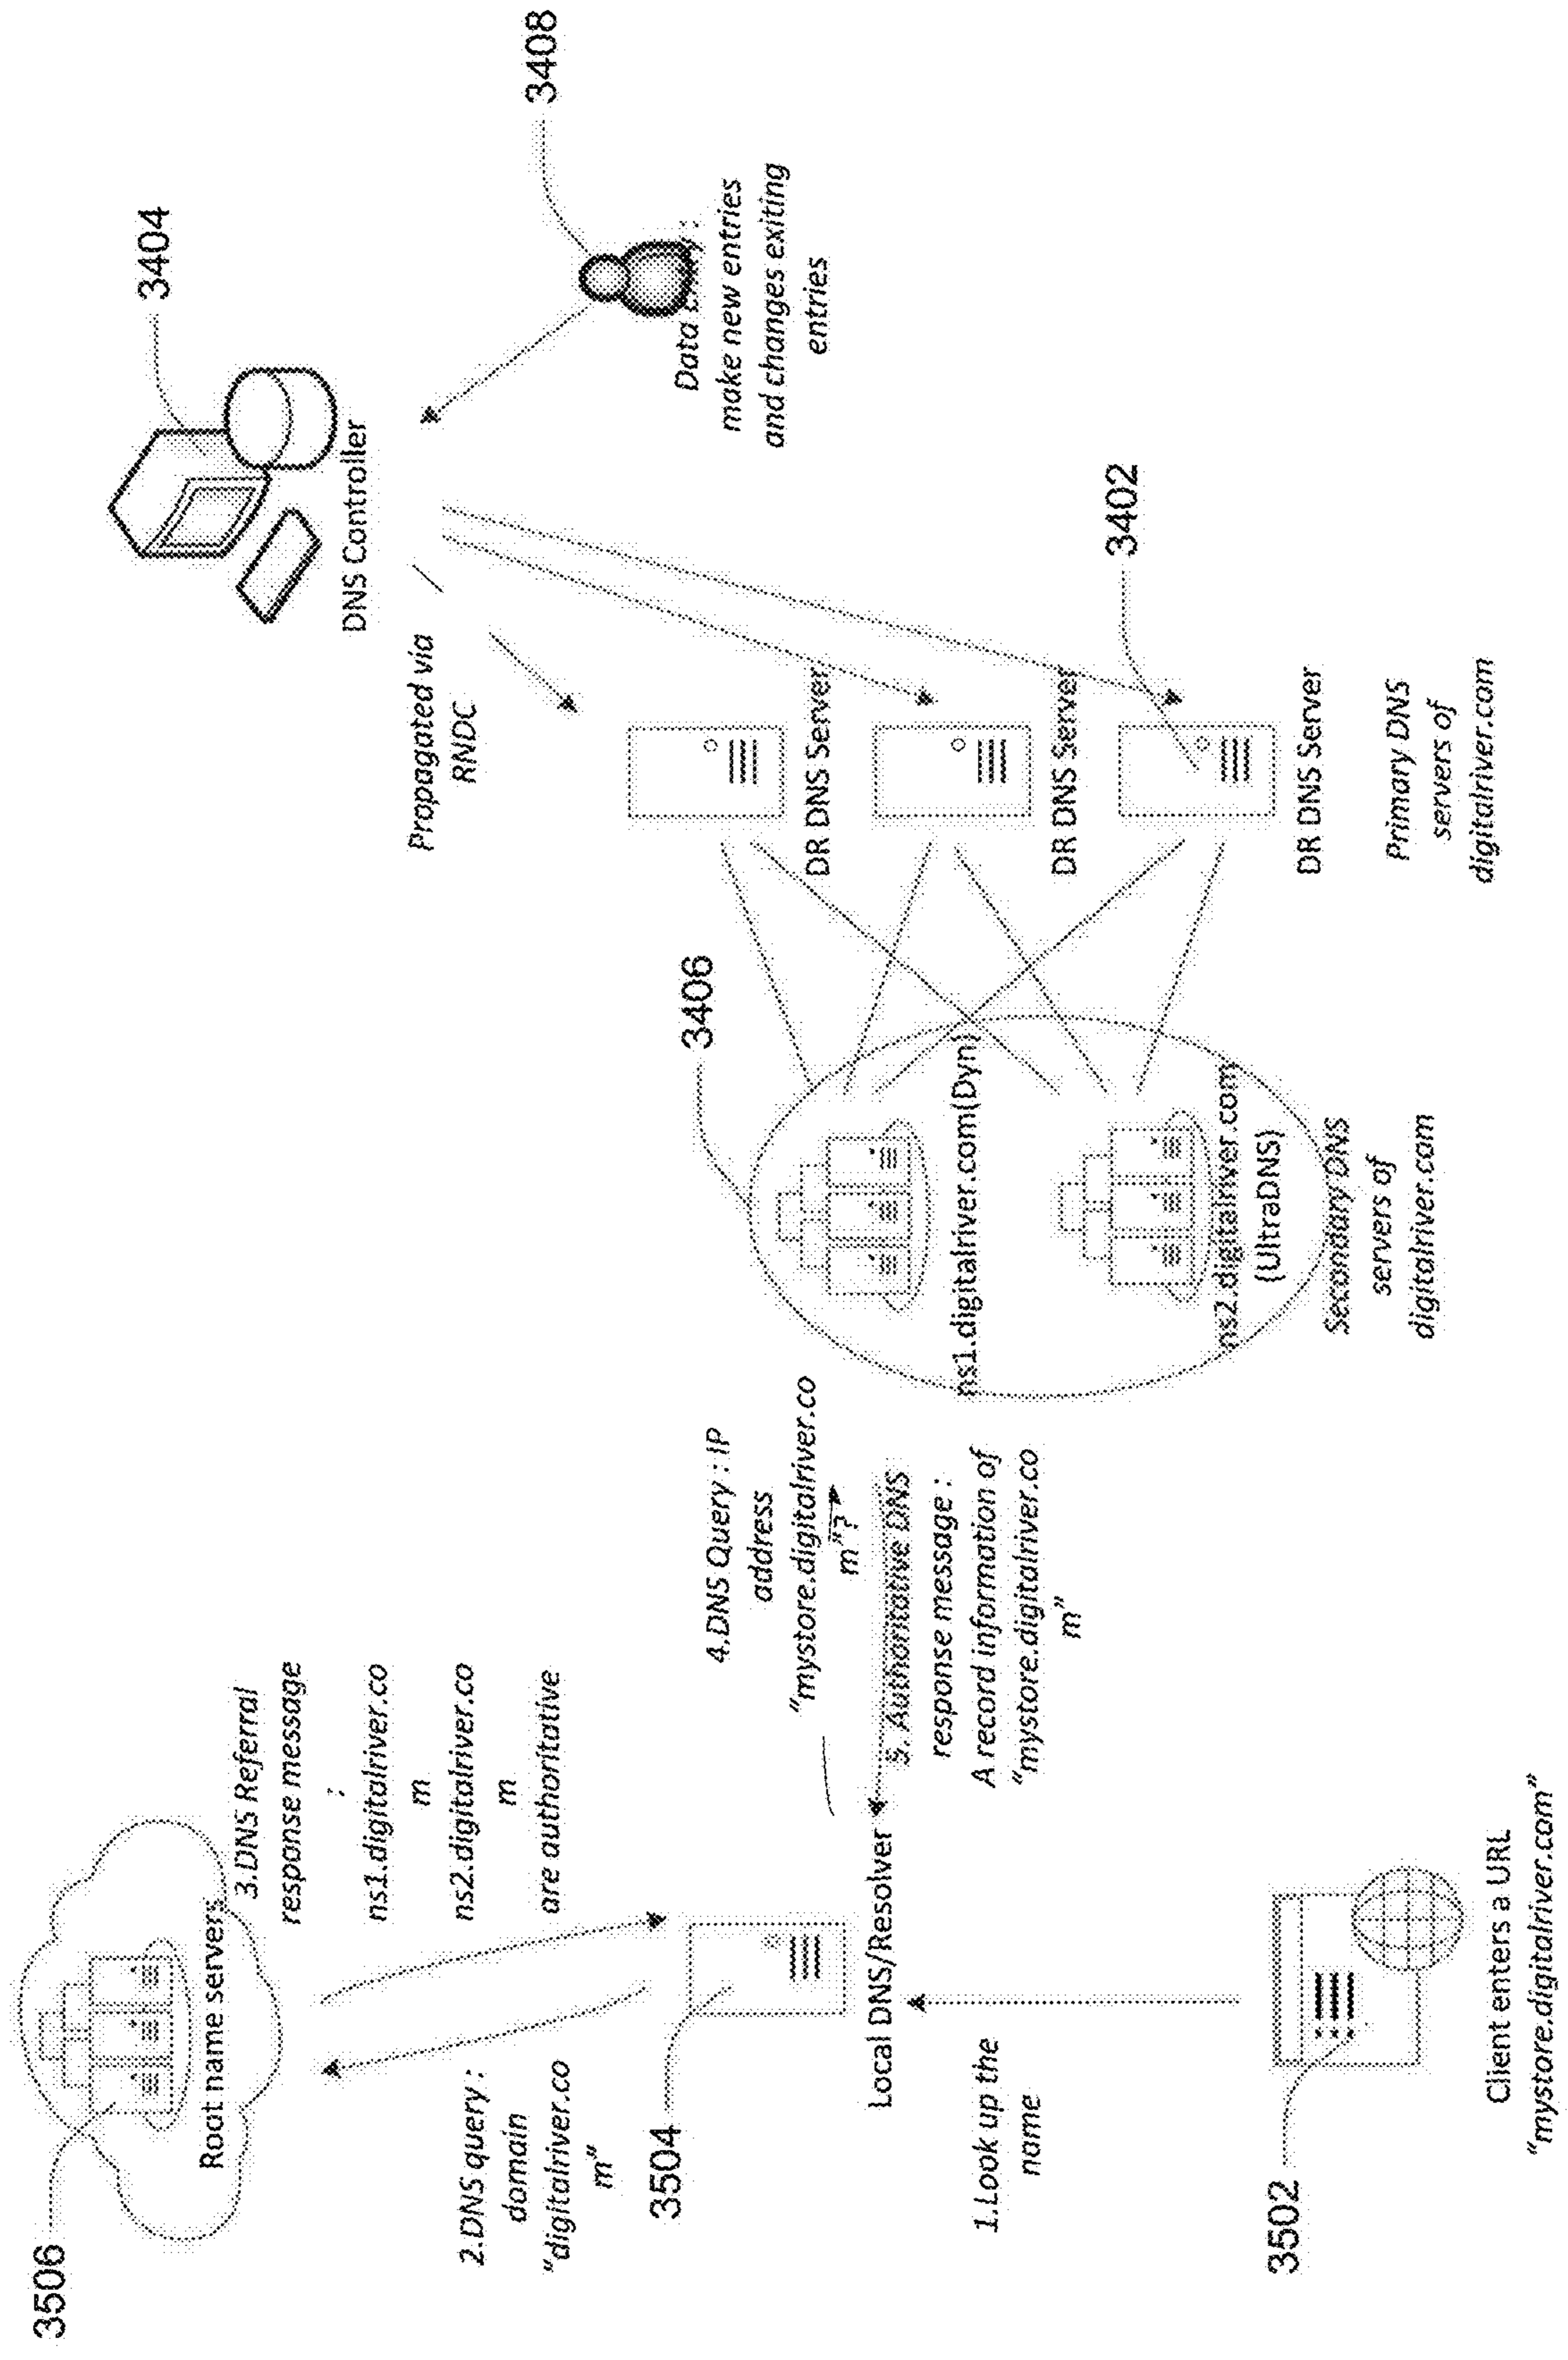 3506
Root name servers
3.DNS Referral
response message
:
ns1.digitalriver.co
m
ns2.digitalriver.co
m
are authoritative
2.DNS query :
domain
"digitalriver.co
m"
3504
Local DNS/Resolver
1.Look up the
name
3502
Client enters a URL
"mystore.digitalriver.com"
4.DNS Query : IP
address
"mystore.digitalriver.co
m"?
5. Authoritative DNS
response message :
A record information of
"mystore.digitalriver.co
m"
3406
ns1.digitalriver.com(Dyn)
ns2.digitalriver.com
(UltraDNS)
Secondary DNS
servers of
digitalriver.com
3404
DNS Controller
Propagated via
RNDC
3408
Data
make new entries
and changes exiting
entries
3402
DR DNS Server
DR DNS Server
DR DNS Server
Primary DNS
servers of
digitalriver.com